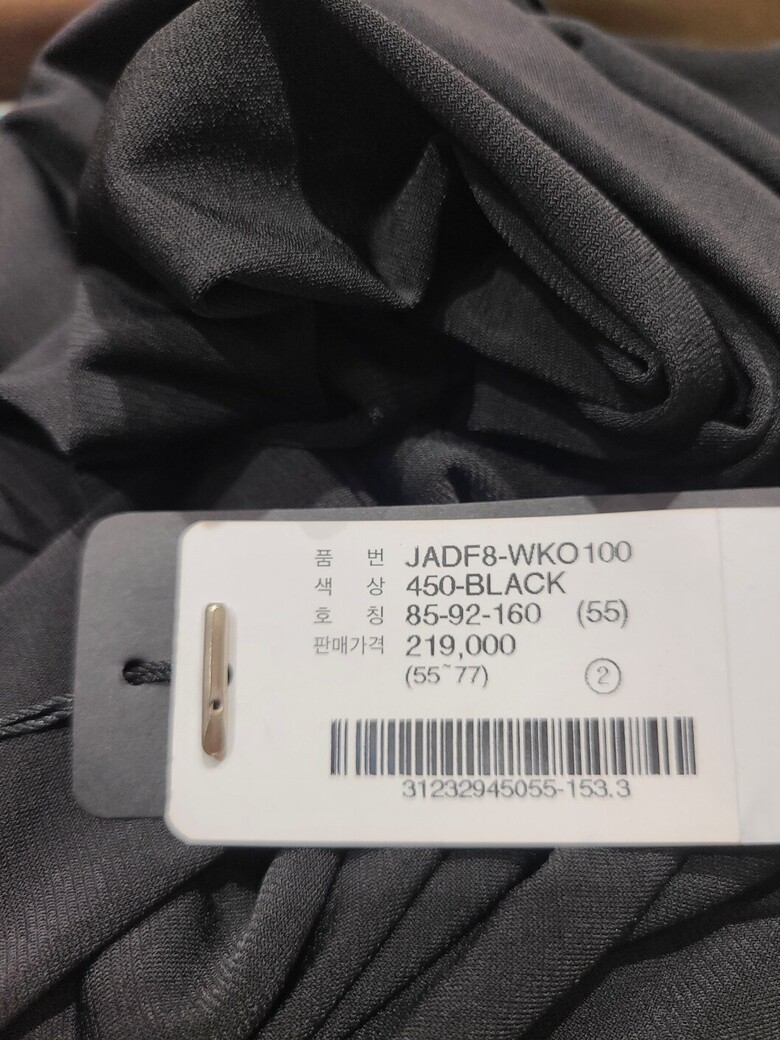 품 번 JADF8-WKO100
색 상 450-BLACK
호 칭 85-92-160 (55)
판매가격 219,000
(55~77) ②
31232945055-153.3